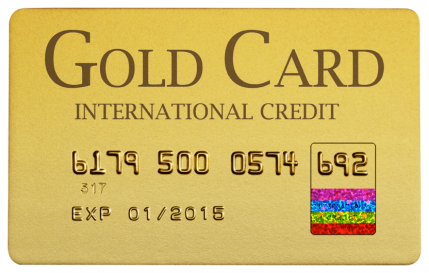 GOLD CARD
INTERNATIONAL CREDIT
6179 500 0574 692
317
EXP 01/2015